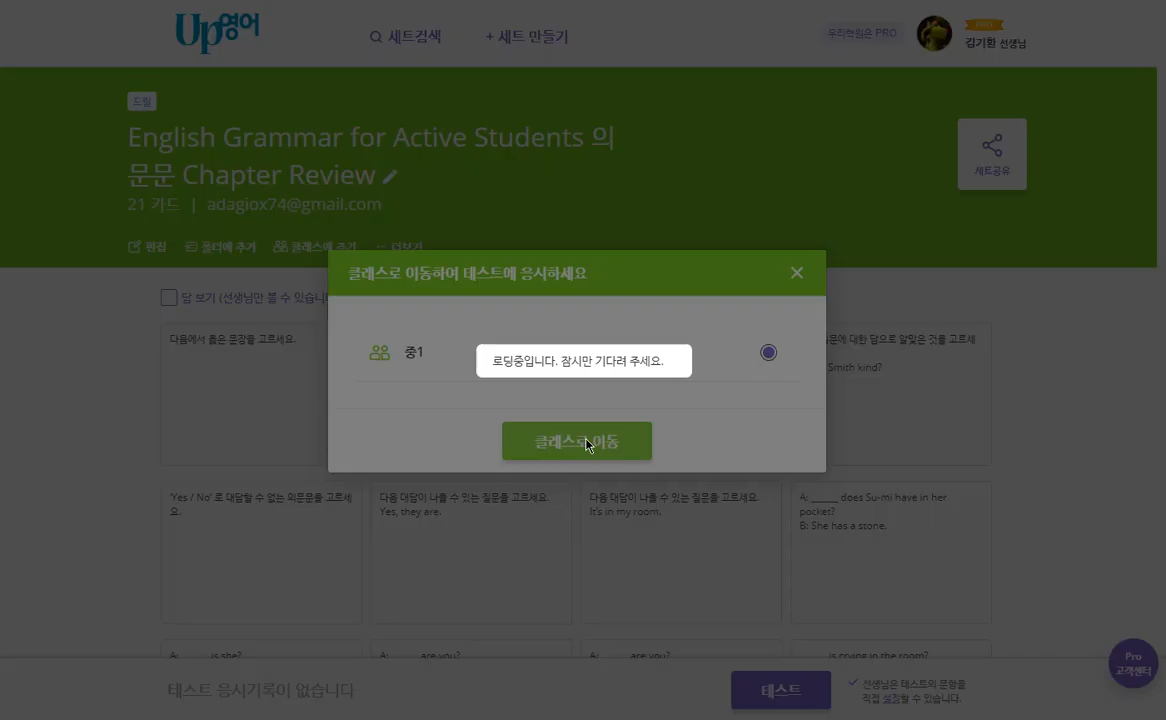 Up영어
세트검색
+ 세트 만들기
우리학원은 PRO
PRO
김기환 선생님
드릴
English Grammar for Active Students 의
문문 Chapter Review
21 카드 | adagiox74@gmail.com
세트공유
편집
폴더에 추가
클래스에 추가
더보기
클래스로 이동하여 테스트에 응시하세요
답 보기 (선생님만 볼 수 있습니
다음에서 옳은 문장을 고르세요.
문에 대한 답으로 알맞은 것을 고르세
Smith kind?
중1
로딩중입니다. 잠시만 기다려 주세요.
클래스로 이동
'Yes / No' 로 대답할 수 없는 의문문을 고르세
요.
다음 대답이 나올 수 있는 질문을 고르세요.
Yes, they are.
다음 대답이 나올 수 있는 질문을 고르세요.
It's in my room.
A: _____ does Su-mi have in her
pocket?
B: She has a stone.
A: _____ is she?
A: _____ are you?
A: _____ are you?
is crying in the room?
테스트 응시기록이 없습니다
테스트
선생님은 테스트의 문항을
직접 설정할 수 있습니다.
Pro
고객센터